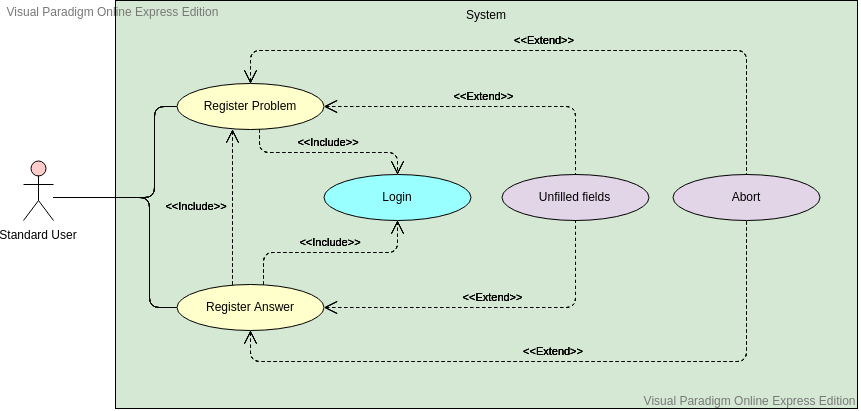 Visual Paradigm Online Express Edition
System
<<Extend>>
<<Extend>>
Register Problem
<<Include>>
Login
Unfilled fields
Abort
<<Include>>
Standard User
<<Include>>
<<Extend>>
Register Answer
<<Extend>>
Visual Paradigm Online Express Edition